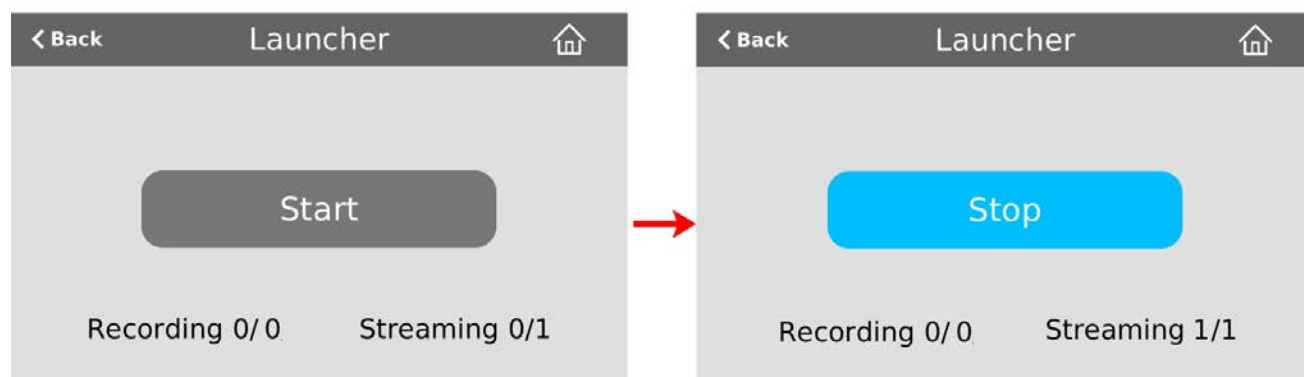 Back Launcher
Start
Recording 0/0 Streaming 0/1
Back Launcher
Stop
Recording 0/0 Streaming 1/1